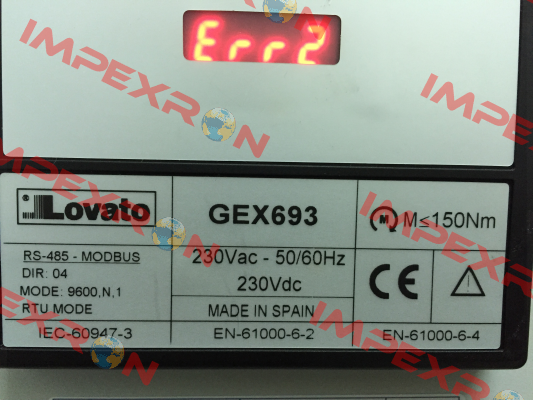 Err2
Lovato
GEX693
M M≤150Nm
RS-485 - MODBUS
DIR: 04
MODE: 9600,N,1
RTU MODE
230Vac - 50/60Hz
230Vdc
CE
MADE IN SPAIN
IEC-60947-3
EN-61000-6-2
EN-61000-6-4
IMPEXRON
IMPEXRON
IMPEXRON
IMPEXRON
IMPEXRON